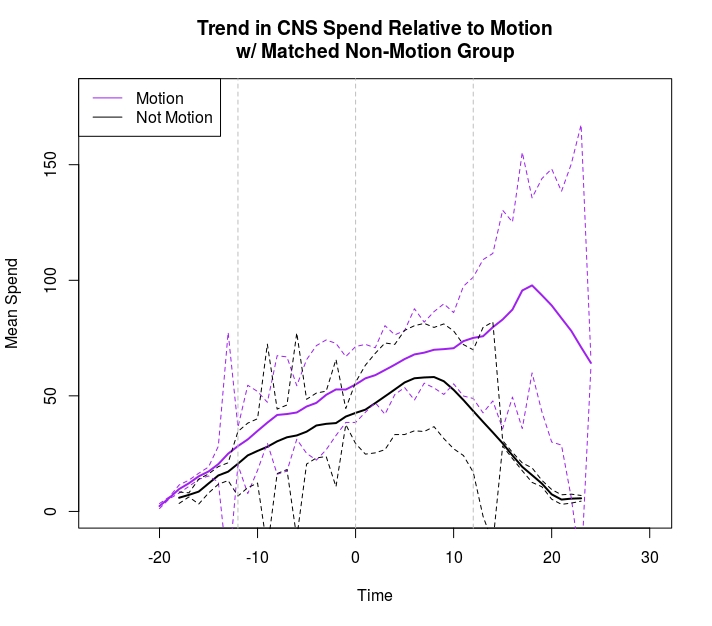 Trend in CNS Spend Relative to Motion
w/ Matched Non-Motion Group
Motion
Not Motion
Mean Spend
150
100
50
0
-20 -10 0 10 20 30
Time